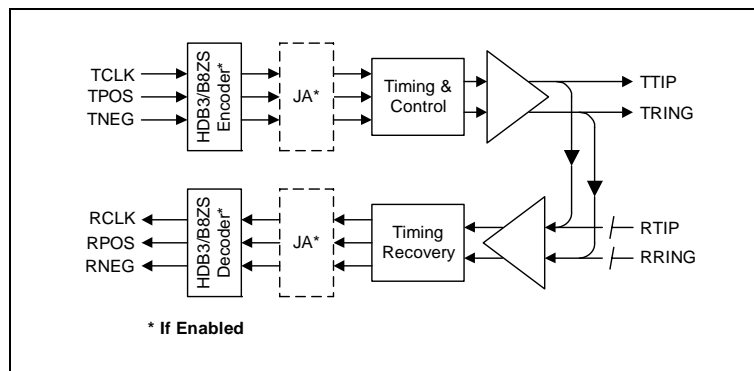 TCLK
TPOS
TNEG
HDB3/B8ZS
Encoder*
JA*
Timing &
Control
TTIP
TRING
RCLK
RPOS
RNEG
HDB3/B8ZS
Decoder*
JA*
Timing
Recovery
RTIP
RRING
* If Enabled